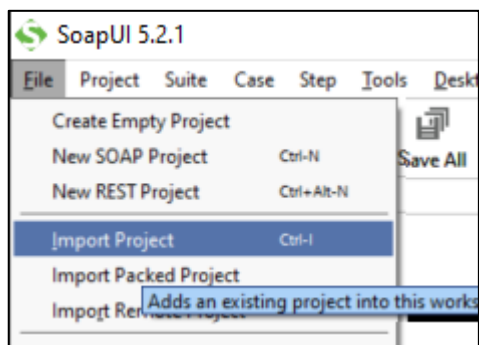 SoapUI 5.2.1
File Project Suite Case Step Tools
Create Empty Project
New SOAP Project Ctrl-N
Save All
New REST Project Ctrl+Alt-N
Import Project Ctrl-I
Import Packed Project
Adds an existing project into this
Import